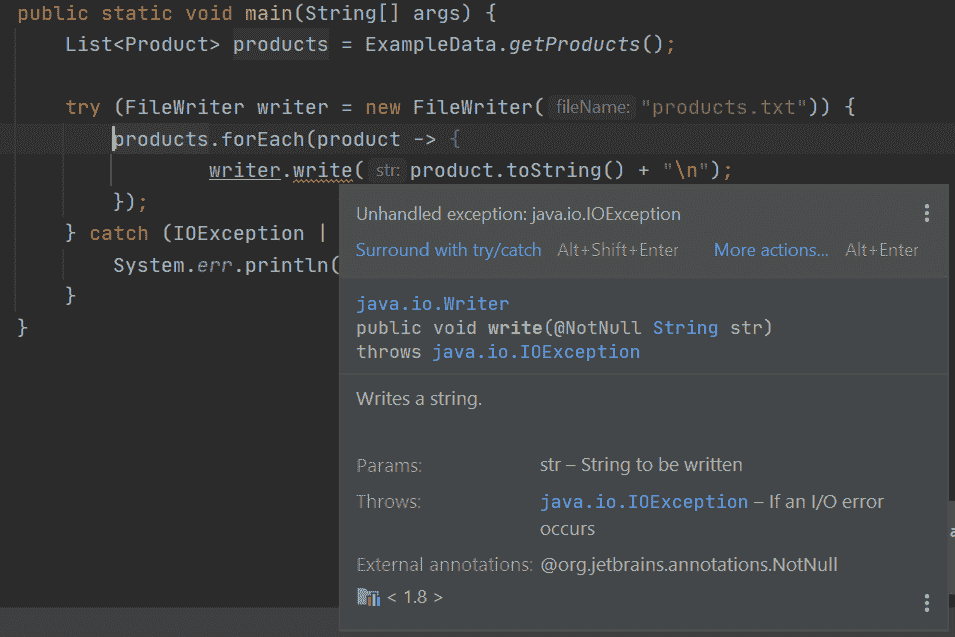 public static void main(String[] args) {
List<Product> products = ExampleData.getProducts();
try (FileWriter writer = new FileWriter( fileName: "products.txt")) {
products.forEach(product -> {
writer.write( str: product.toString() + "\n");
});
} catch (IOException
System.err.println(
}
}
Unhandled exception: java.io.IOException
Surround with try/catch Alt+Shift+Enter More actions... Alt+Enter
java.io.Writer
public void write(@NotNull String str)
throws java.io.IOException
Writes a string.
Params: str – String to be written
Throws: java.io.IOException – If an I/O error
occurs
External annotations: @org.jetbrains.annotations.NotNull
< 1.8 >